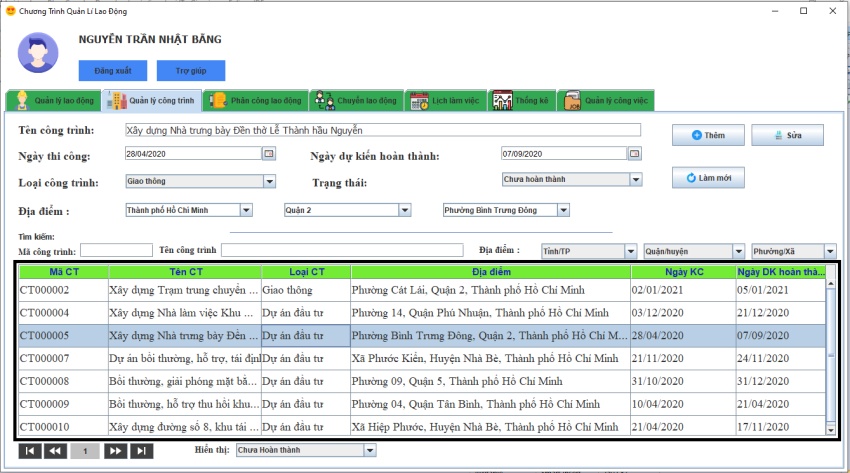 Chương Trình Quản Lí Lao Động
NGUYỄN TRẦN NHẬT BĂNG
Đăng xuất Trợ giúp
Quản lý lao động Quản lý công trình Phân công lao động Chuyển lao động Lịch làm việc Thống kê Quản lý công việc
Tên công trình: Xây dựng Nhà trưng bày Đền thờ Lễ Thành hầu Nguyễn Thêm Sửa
Ngày thi công: 28/04/2020 Ngày dự kiến hoàn thành: 07/09/2020
Loại công trình: Giao thông Trạng thái: Chưa hoàn thành Làm mới
Địa điểm : Thành phố Hồ Chí Minh Quận 2 Phường Bình Trưng Đông
Tìm kiếm:
Mã công trình: Tên công trình Địa điểm : Tỉnh/TP Quận/huyện Phường/Xã
Mã CT Tên CT Loại CT Địa điểm Ngày KC Ngày DK hoàn thà...
CT000002 Xây dựng Trạm trung chuyển ... Giao thông Phường Cát Lái, Quận 2, Thành phố Hồ Chí Minh 02/01/2021 05/01/2021
CT000004 Xây dựng Nhà làm việc Khu ... Dự án đầu tư Phường 14, Quận Phú Nhuận, Thành phố Hồ Chí Minh 03/12/2020 21/12/2020
CT000005 Xây dựng Nhà trưng bày Đền ... Dự án đầu tư Phường Bình Trưng Đông, Quận 2, Thành phố Hồ Chí M... 28/04/2020 07/09/2020
CT000007 Dự án bồi thường, hỗ trợ, tái định Dự án đầu tư Xã Phước Kiển, Huyện Nhà Bè, Thành phố Hồ Chí Minh 21/11/2020 24/11/2020
CT000008 Bồi thường, giải phóng mặt bằ... Dự án đầu tư Phường 09, Quận 5, Thành phố Hồ Chí Minh 31/10/2020 31/12/2020
CT000009 Bồi thường, hỗ trợ thu hồi khu... Dự án đầu tư Phường 04, Quận Tân Bình, Thành phố Hồ Chí Minh 10/04/2020 21/04/2020
CT000010 Xây dựng đường số 8, khu tái ... Dự án đầu tư Xã Hiệp Phước, Huyện Nhà Bè, Thành phố Hồ Chí Minh 21/04/2020 17/11/2020
1 Hiển thị: Chưa Hoàn thành